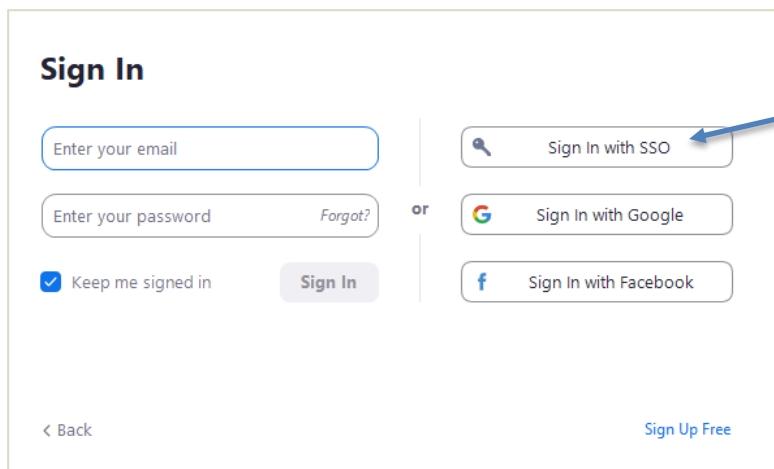 Sign In
Enter your email
Enter your password
Forgot?
Keep me signed in
Sign In
or
Sign In with SSO
Sign In with Google
Sign In with Facebook
Back
Sign Up Free